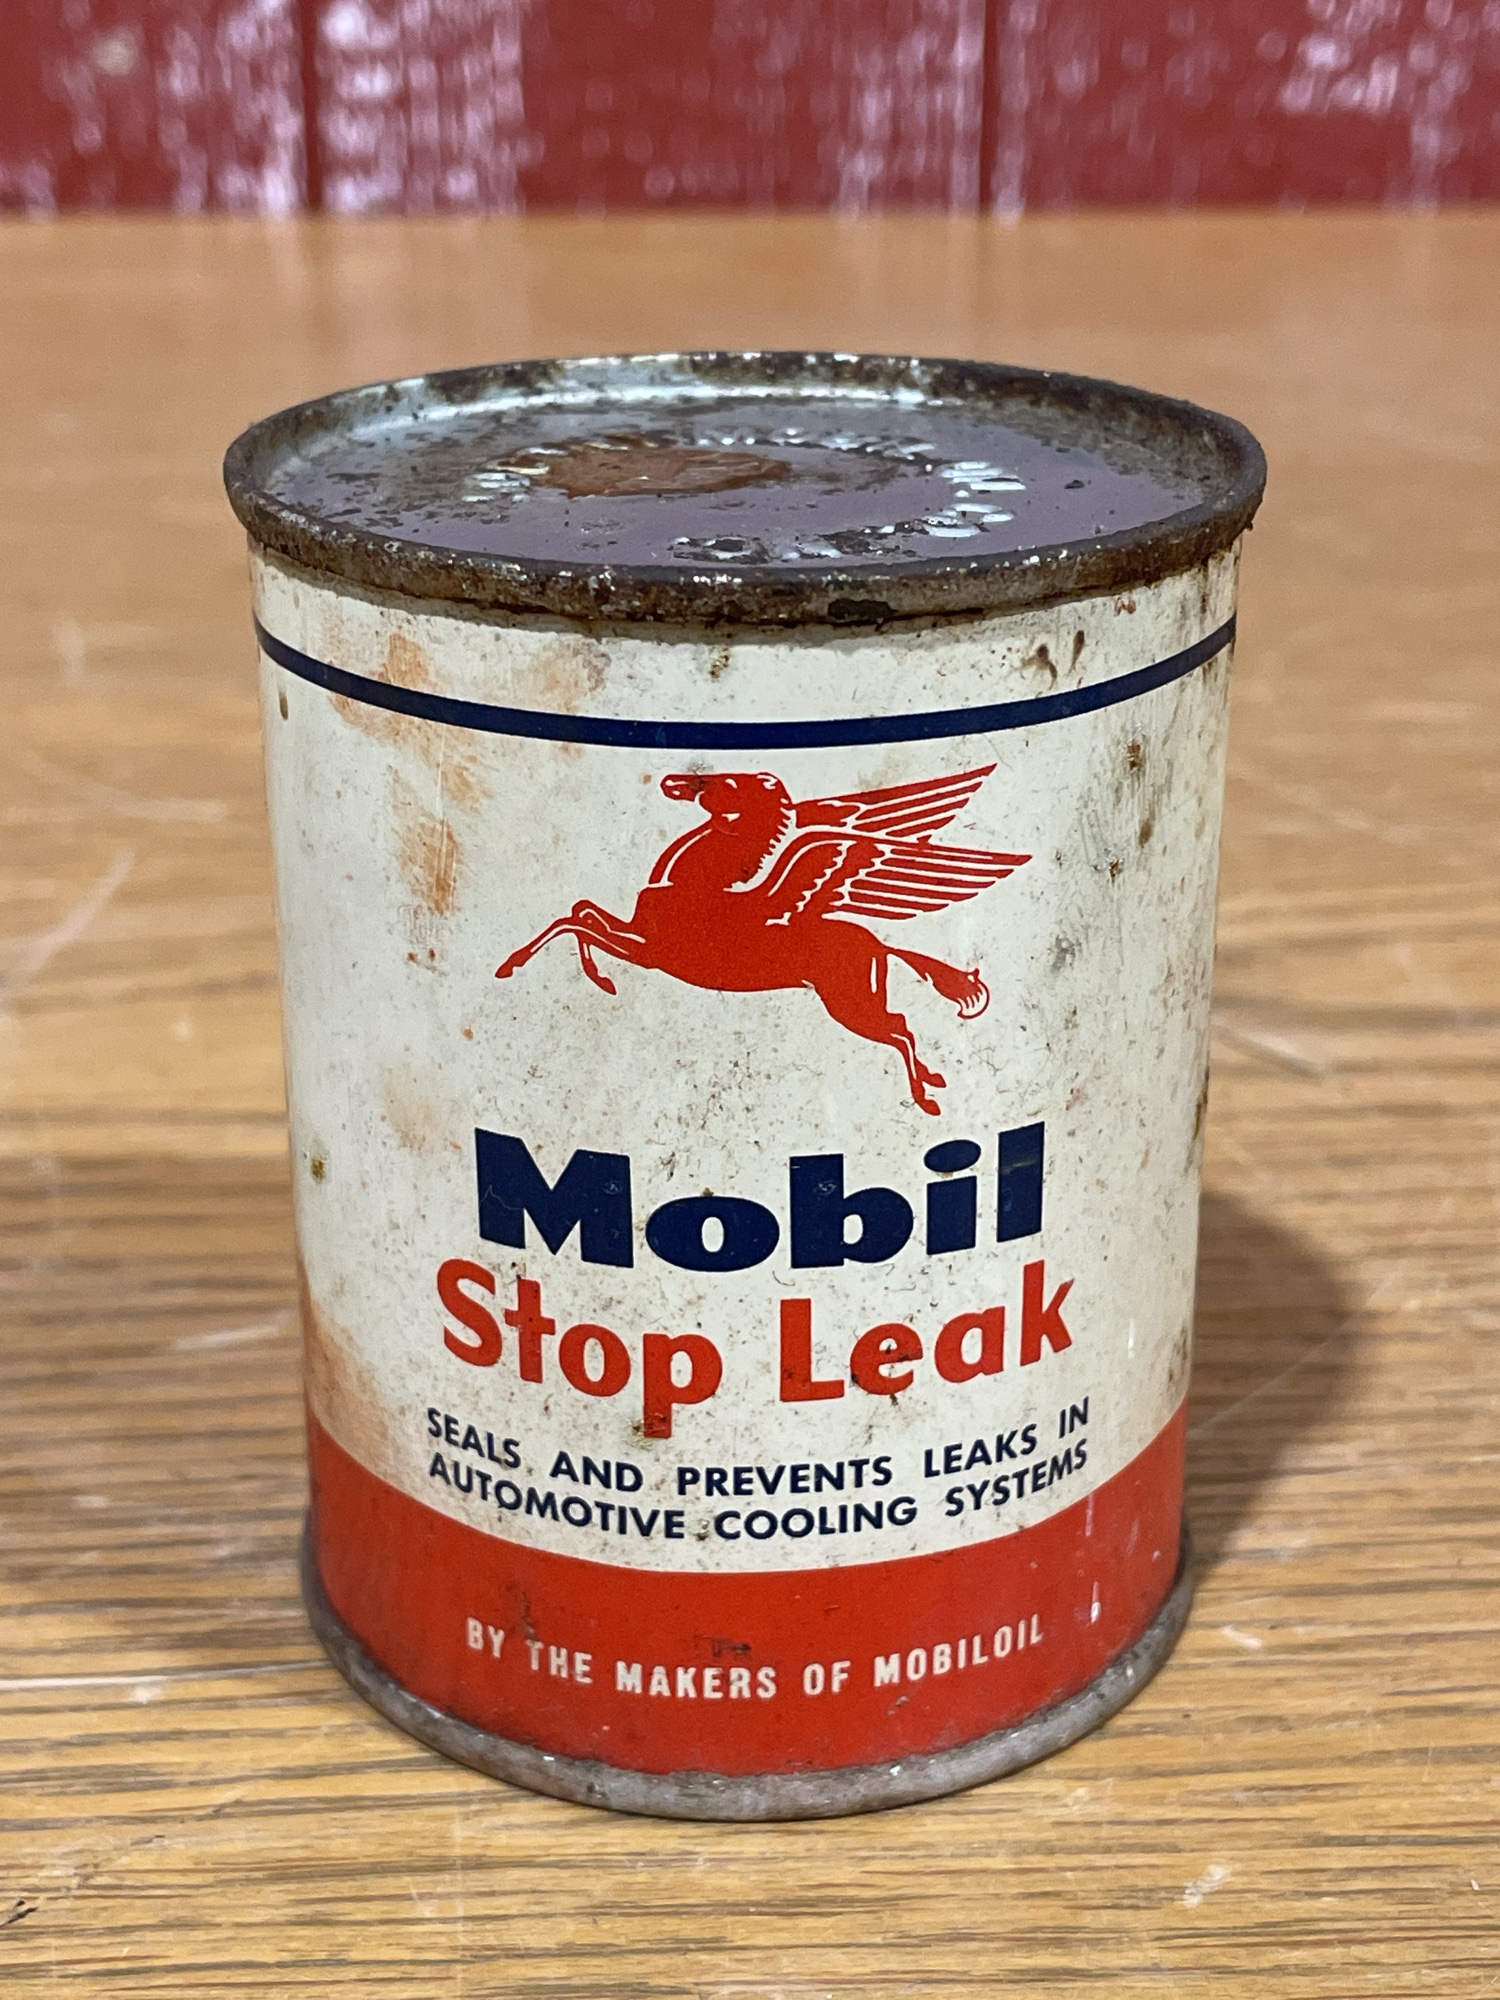 Mobil
Stop Leak
SEALS AND PREVENTS LEAKS IN
AUTOMOTIVE COOLING SYSTEMS
BY THE MAKERS OF MOBILOIL